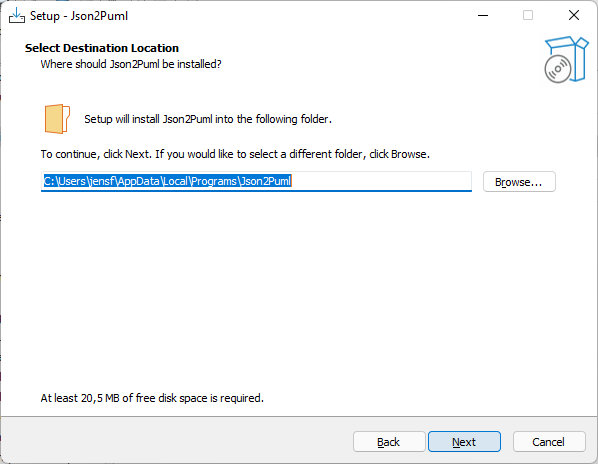 Setup - Json2Puml
Select Destination Location
Where should Json2Puml be installed?
Setup will install Json2Puml into the following folder.
To continue, click Next. If you would like to select a different folder, click Browse.
C:\Users\jensf\AppData\Local\Programs\Json2Puml
Browse...
At least 20,5 MB of free disk space is required.
Back
Next
Cancel